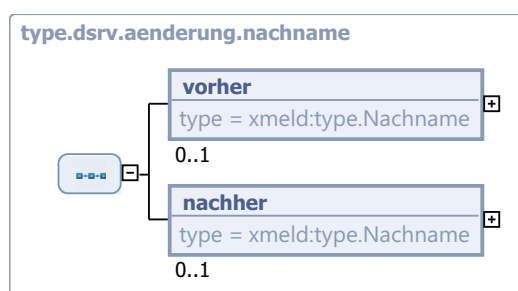 type.dsrv.aenderung.nachname
vorher
type = xmeld:type.Nachname
0..1
nachher
type = xmeld:type.Nachname
0..1